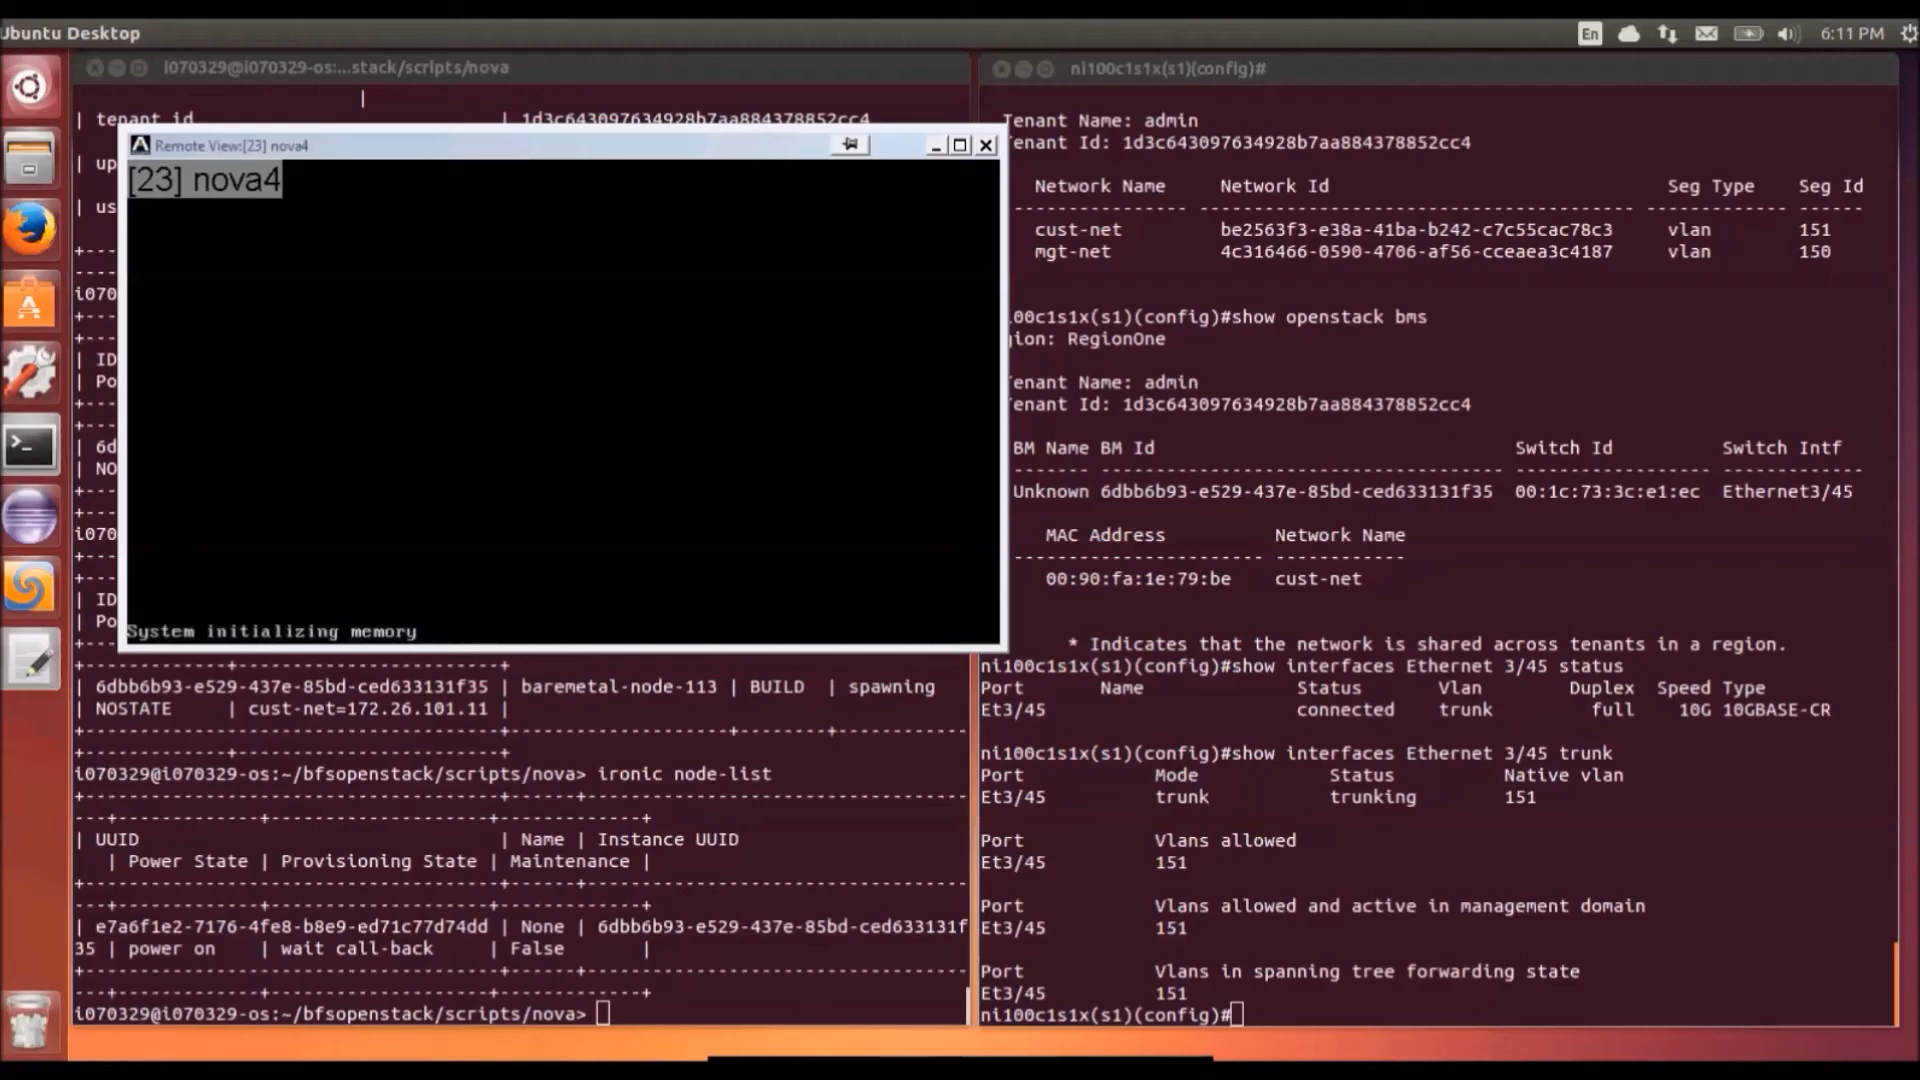 Ubuntu Desktop
En
6:11 PM
i070329@i070329-os:...stack/scripts/nova
|
| tenant_id | 1d3c643097634928b7aa884378852cc4
| up
| us
+---
----
i070
+---
+---
| ID
| Po
+---
+---
| 6d
| NO
+---
+---
i070
+---
+---
| ID
| Po
+---
Remote View:[23] nova4
[23] nova4
System initializing memory
| 6dbb6b93-e529-437e-85bd-ced633131f35 | baremetal-node-113 | BUILD | spawning
| NOSTATE | cust-net=172.26.101.11 |
i070329@i070329-os:~/bfsopenstack/scripts/nova> ironic node-list
| UUID | Name | Instance UUID
| Power State | Provisioning State | Maintenance |
| e7a6f1e2-7176-4fe8-b8e9-ed71c77d74dd | None | 6dbb6b93-e529-437e-85bd-ced633131f
35 | power on | wait call-back | False |
i070329@i070329-os:~/bfsopenstack/scripts/nova>
ni100c1s1x(s1)(config)#
Tenant Name: admin
Tenant Id: 1d3c643097634928b7aa884378852cc4
Network Name Network Id Seg Type Seg Id
cust-net be2563f3-e38a-41ba-b242-c7c55cac78c3 vlan 151
mgt-net 4c316466-0590-4706-af56-cceaea3c4187 vlan 150
00c1s1x(s1)(config)#show openstack bms
gion: RegionOne
Tenant Name: admin
Tenant Id: 1d3c643097634928b7aa884378852cc4
BM Name BM Id Switch Id Switch Intf
Unknown 6dbb6b93-e529-437e-85bd-ced633131f35 00:1c:73:3c:e1:ec Ethernet3/45
MAC Address Network Name
00:90:fa:1e:79:be cust-net
* Indicates that the network is shared across tenants in a region.
ni100c1s1x(s1)(config)#show interfaces Ethernet 3/45 status
Port Name Status Vlan Duplex Speed Type
Et3/45 connected trunk full 10G 10GBASE-CR
ni100c1s1x(s1)(config)#show interfaces Ethernet 3/45 trunk
Port Mode Status Native vlan
Et3/45 trunk trunking 151
Port Vlans allowed
Et3/45 151
Port Vlans allowed and active in management domain
Et3/45 151
Port Vlans in spanning tree forwarding state
Et3/45 151
ni100c1s1x(s1)(config)#